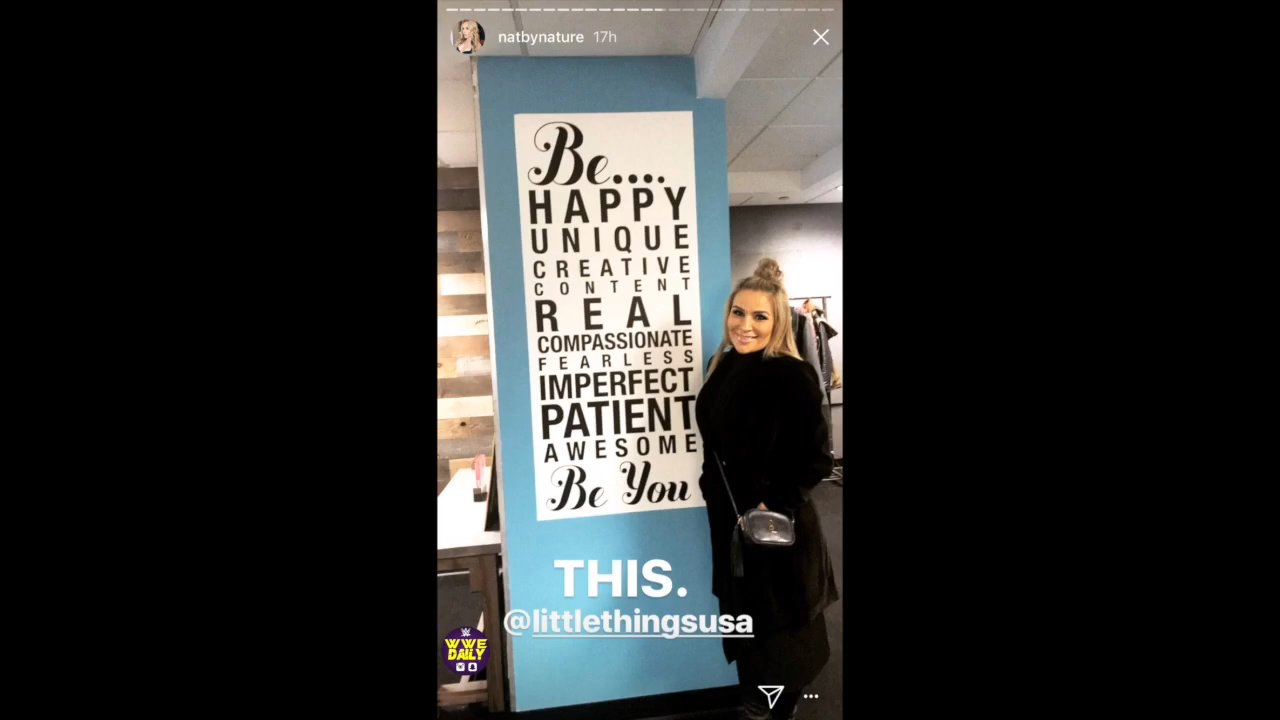 natbynature 17h
Be....
HAPPY
UNIQUE
CREATIVE
CONTENT
REAL
COMPASSIONATE
FEARLESS
IMPERFECT
PATIENT
AWESOME
Be You
THIS.
@littlethingsusa
WWE
DAILY